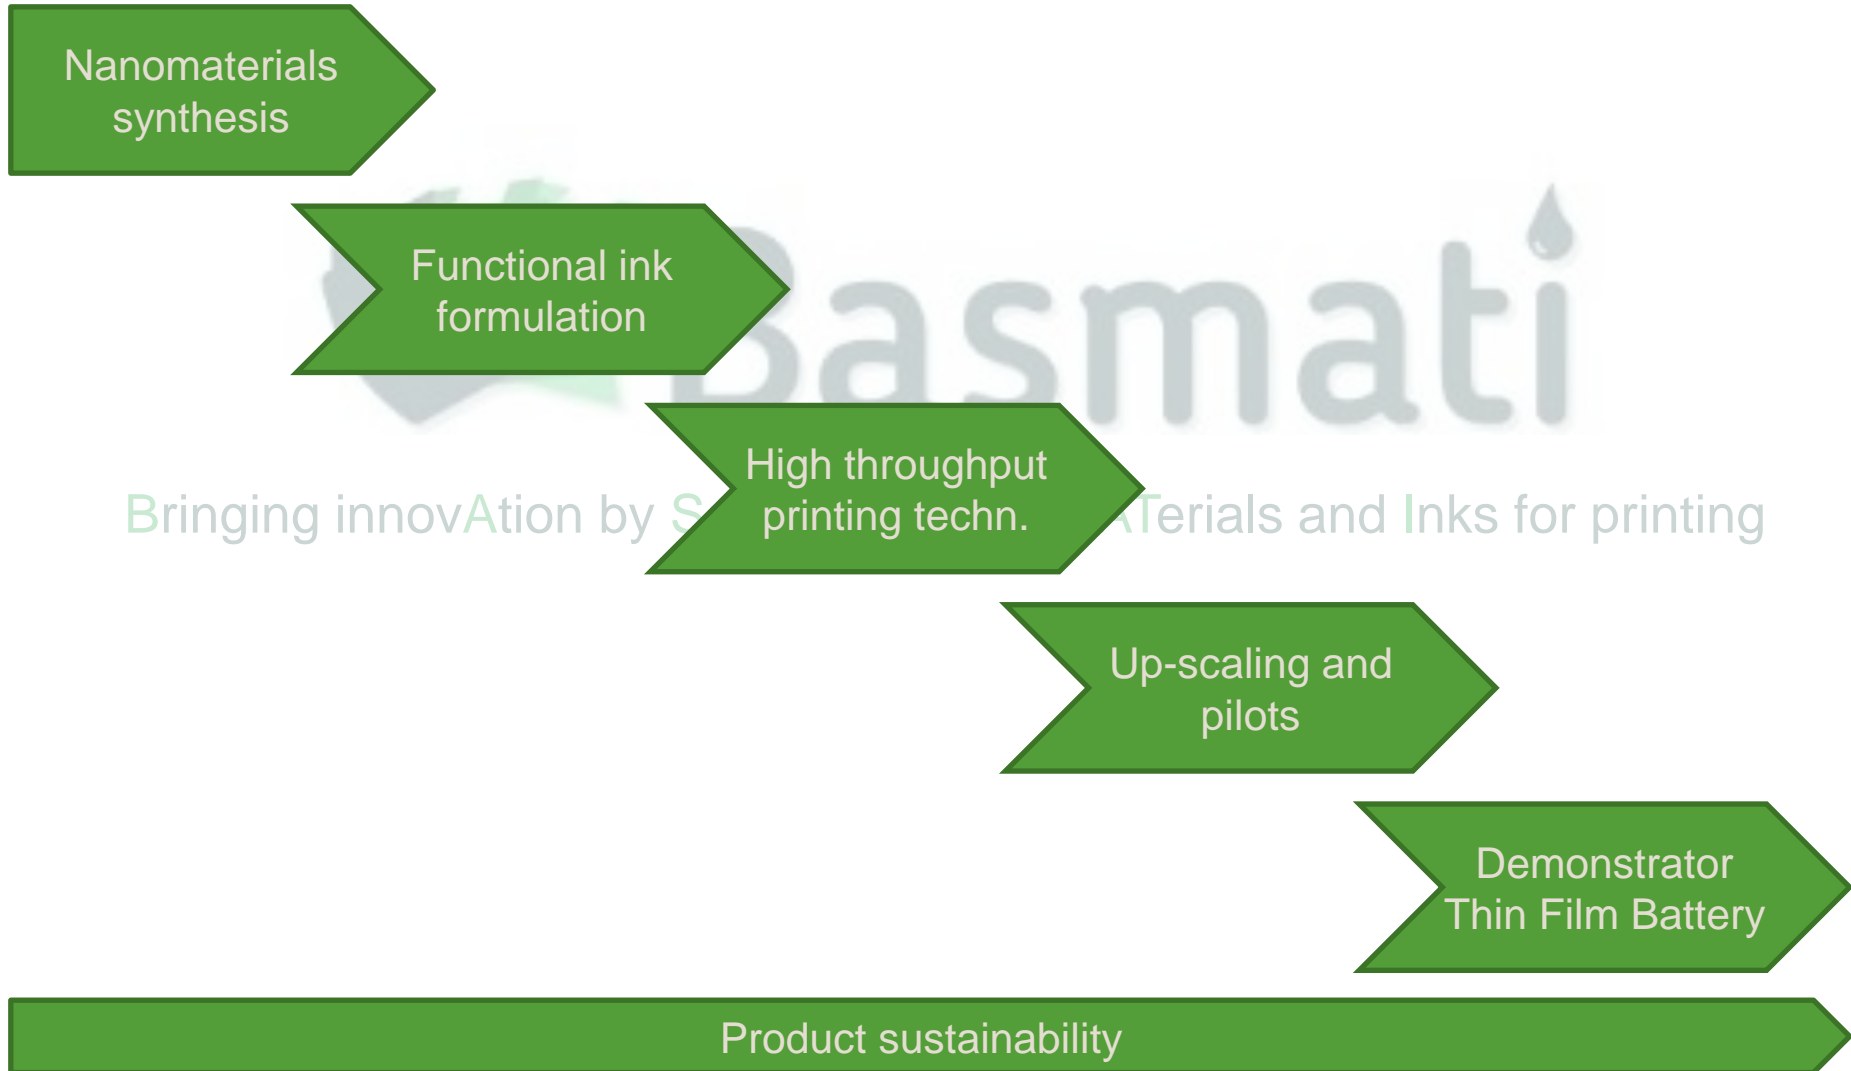 Nanomaterials
synthesis
Functional ink
formulation
Basmati
High throughput
printing techn.
Bringing innovAtion by S ATerials and Inks for printing
Up-scaling and
pilots
Demonstrator
Thin Film Battery
Product sustainability